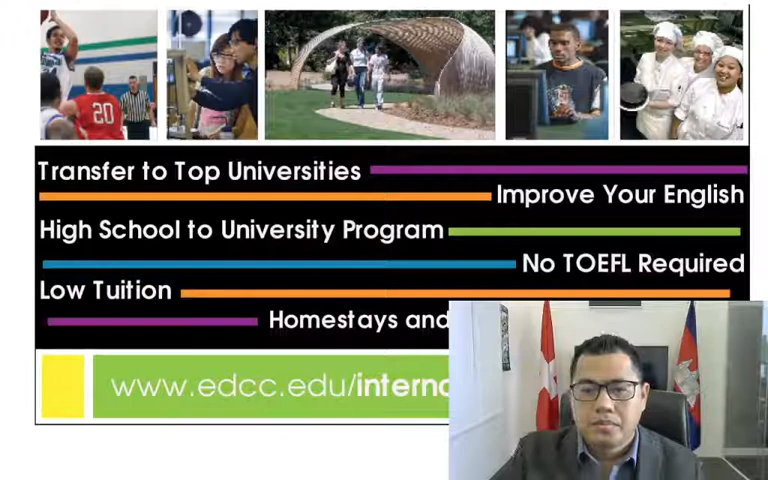 20
Transfer to Top Universities
Improve Your English
High School to University Program
No TOEFL Required
Low Tuition
Homestays and
www.edcc.edu/interna